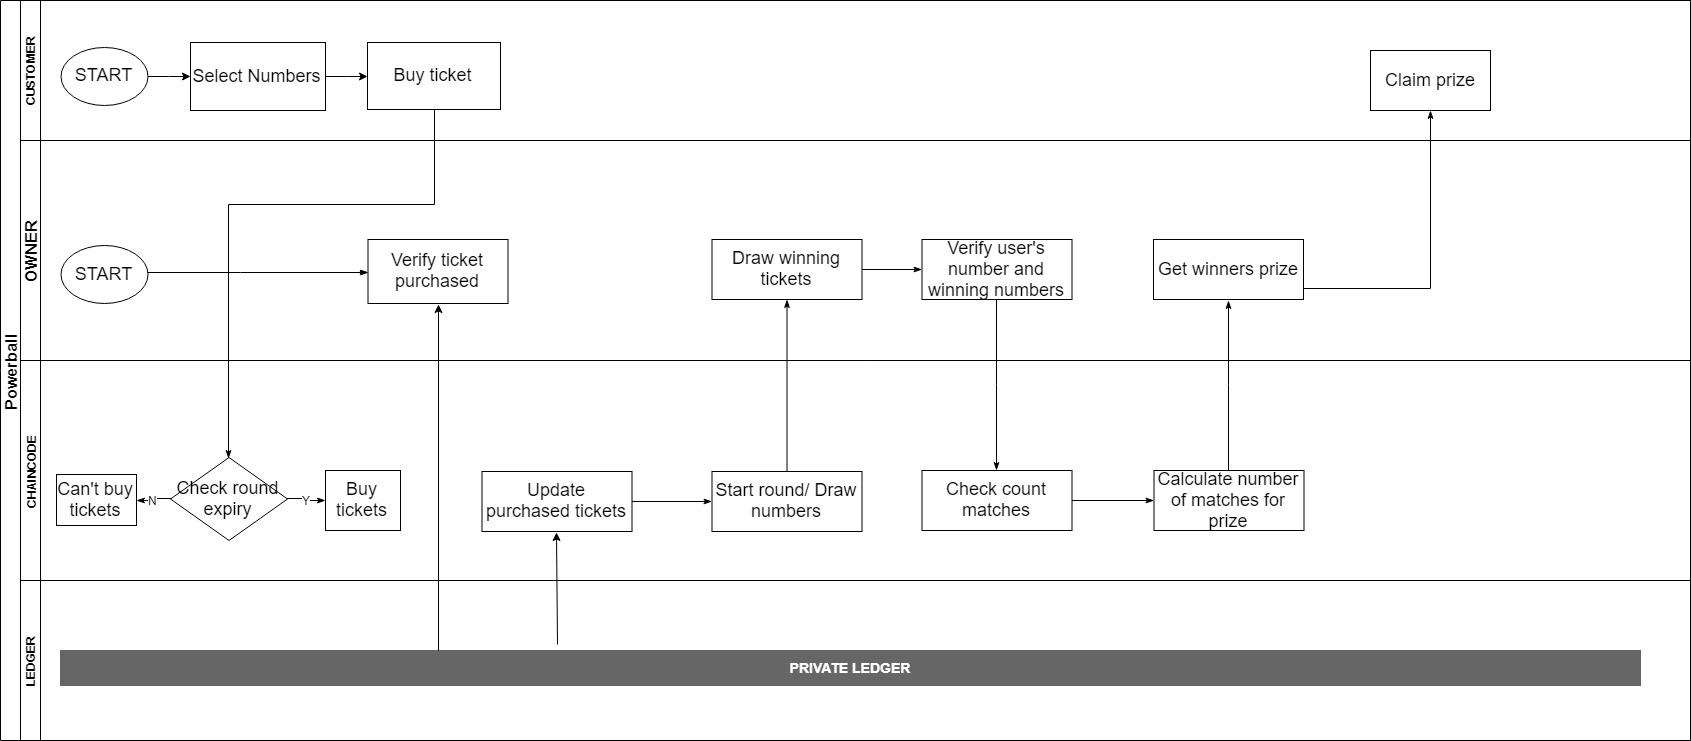 Powerball
CUSTOMER
START
Select Numbers
Buy ticket
Claim prize
OWNER
START
Verify ticket
purchased
Draw winning
tickets
Verify user's
number and
winning numbers
Get winners prize
CHAINCODE
Can't buy
tickets
N
Check round
expiry
Y
Buy
tickets
Update
purchased tickets
Start round/ Draw
numbers
Check count
matches
Calculate number
of matches for
prize
LEDGER
PRIVATE LEDGER